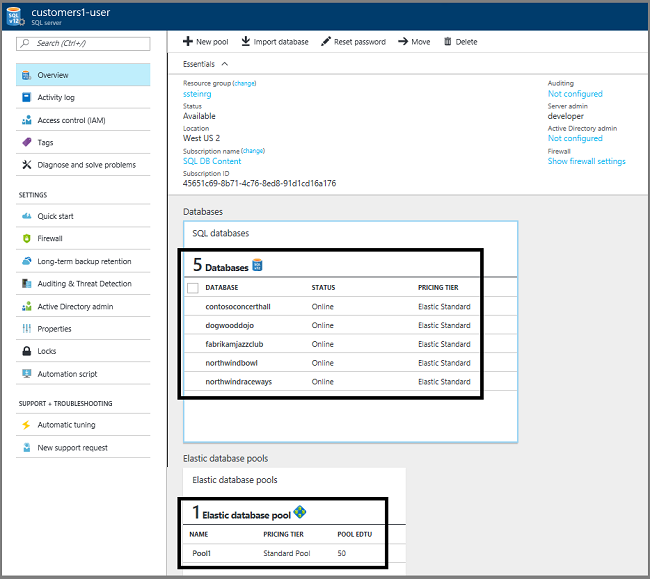 customers1-user
SQL server
Search (Ctrl+/)
Overview
Activity log
Access control (IAM)
Tags
Diagnose and solve problems
SETTINGS
Quick start
Firewall
Long-term backup retention
Auditing & Threat Detection
Active Directory admin
Properties
Locks
Automation script
SUPPORT + TROUBLESHOOTING
Automatic tuning
New support request
New pool Import database Reset password Move Delete
Essentials
Resource group (change)
ssteinrg
Status
Available
Location
West US 2
Subscription name (change)
SQL DB Content
Subscription ID
45651c69-8b71-4c76-8ed8-91d1cd16a176
Auditing
Not configured
Server admin
developer
Active Directory admin
Not configured
Firewall
Show firewall settings
Databases
SQL databases
5 Databases
DATABASE STATUS PRICING TIER
contosoconcerthall Online Elastic Standard
dogwooddojo Online Elastic Standard
fabrikamjazzclub Online Elastic Standard
northwindbowl Online Elastic Standard
northwindraceways Online Elastic Standard
Elastic database pools
Elastic database pools
1 Elastic database pool
NAME PRICING TIER POOL EDTU
Pool1 Standard Pool 50